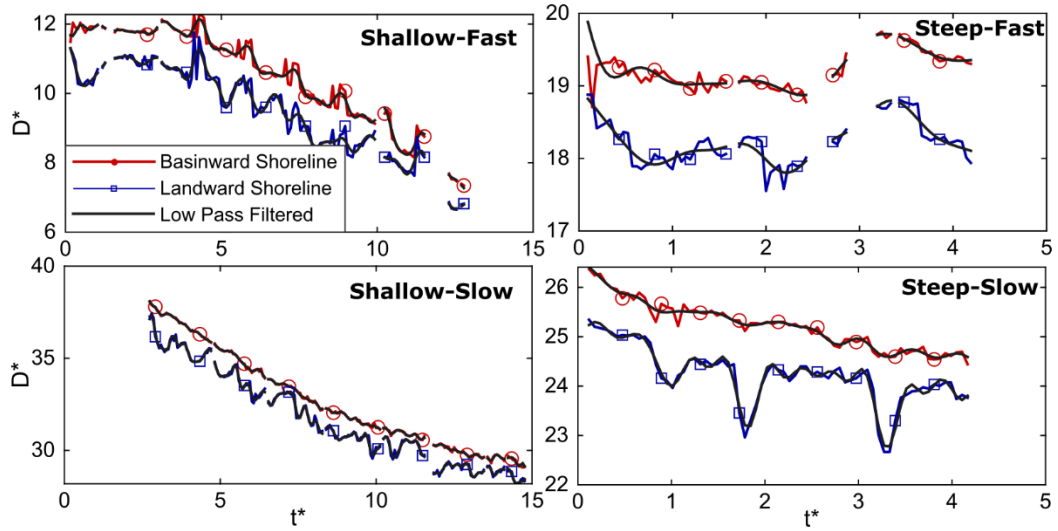 Shallow-Fast
12
10
8
6
D*
Basinward Shoreline
Landward Shoreline
Low Pass Filtered
0 5 10 15
Steep-Fast
20
19
18
17
0 1 2 3 4 5
Shallow-Slow
40
35
30
D*
0 5 10 15
t*
Steep-Slow
26
25
24
23
22
0 1 2 3 4 5
t*